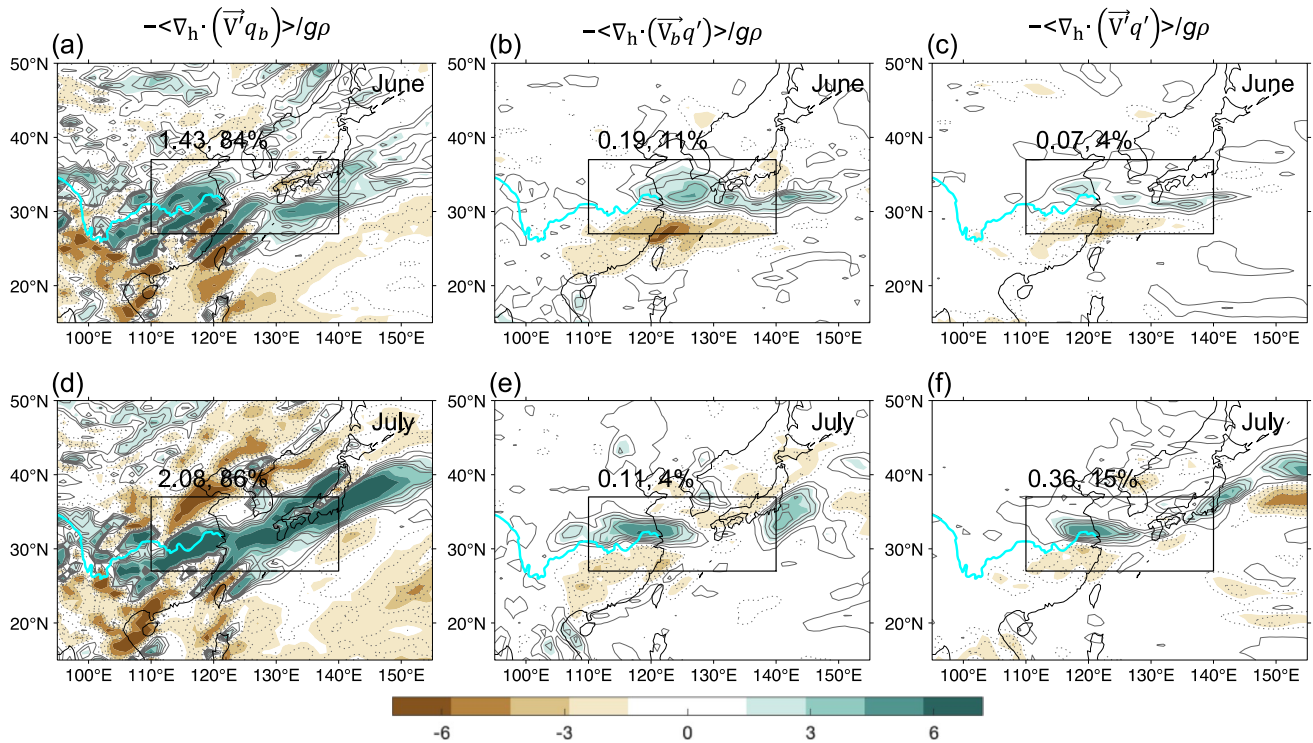 −<∇h· (V′qb)>/gρ
−<∇h· (Vbq′)>/gρ
−<∇h· (V′q′)>/gρ
(a)
(b)
(c)
50°N
June
40°N
1.43, 84%
30°N
20°N
100°E 110°E 120°E 130°E 140°E 150°E
50°N
June
40°N
0.19, 11%
30°N
20°N
100°E 110°E 120°E 130°E 140°E 150°E
50°N
June
40°N
0.07, 4%
30°N
20°N
100°E 110°E 120°E 130°E 140°E 150°E
(d)
(e)
(f)
50°N
July
40°N
2.08, 86%
30°N
20°N
100°E 110°E 120°E 130°E 140°E 150°E
50°N
July
40°N
0.11, 4%
30°N
20°N
100°E 110°E 120°E 130°E 140°E 150°E
50°N
July
40°N
0.36, 15%
30°N
20°N
100°E 110°E 120°E 130°E 140°E 150°E
-6 -3 0 3 6